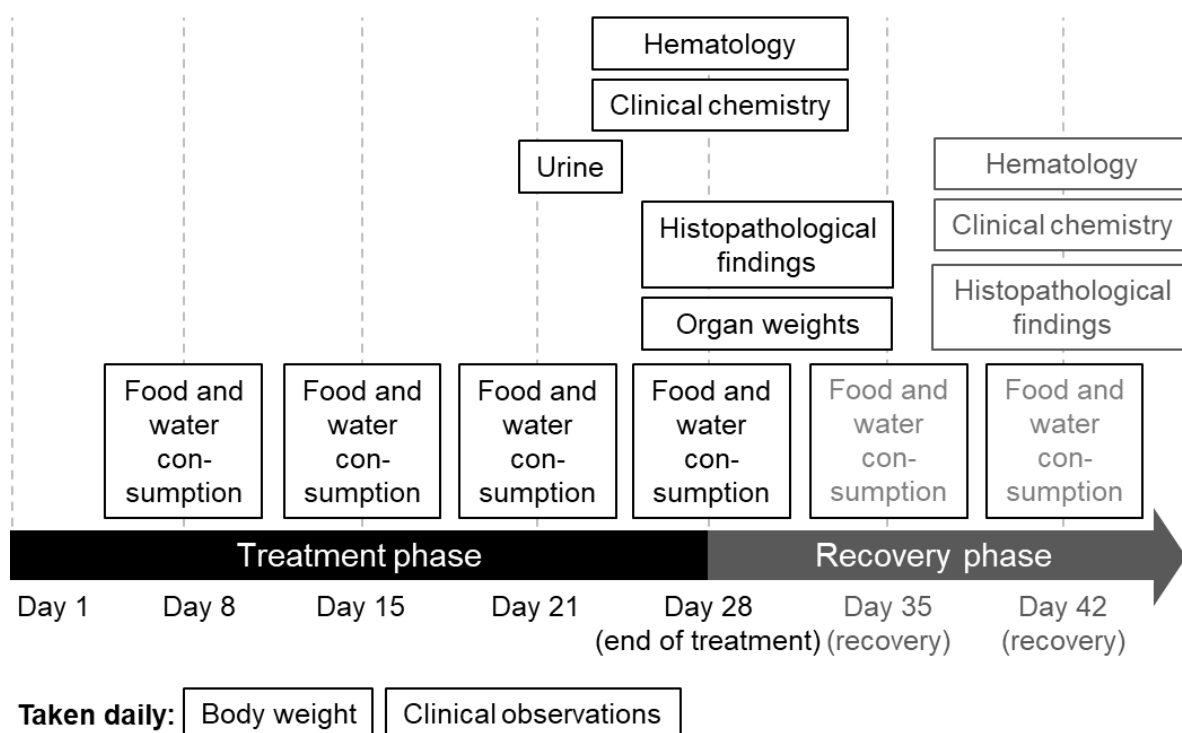 Hematology
Clinical chemistry
Urine
Hematology
Histopathological
findings
Clinical chemistry
Organ weights
Histopathological
findings
Food and
water
con-
sumption
Food and
water
con-
sumption
Food and
water
con-
sumption
Food and
water
con-
sumption
Food and
water
con-
sumption
Food and
water
con-
sumption
Treatment phase
Recovery phase
Day 1
Day 8
Day 15
Day 21
Day 28
(end of treatment)
Day 35
(recovery)
Day 42
(recovery)
Taken daily: Body weight Clinical observations